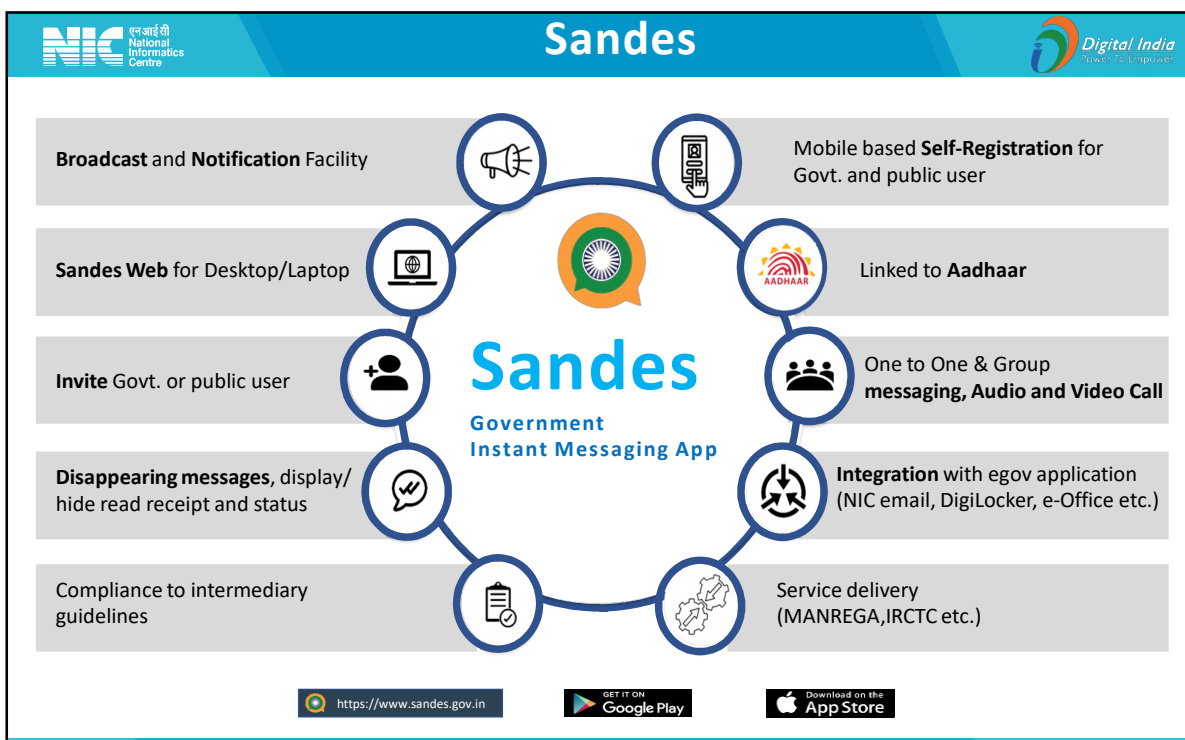 NIC
एन आई सी
National
Informatics
Centre
Sandes
Digital India
Power To Empower
Broadcast and Notification Facility
Mobile based Self-Registration for
Govt. and public user
Sandes Web for Desktop/Laptop
AADHAAR
Linked to Aadhaar
Invite Govt. or public user
Sandes
Government
Instant Messaging App
One to One & Group
messaging, Audio and Video Call
Disappearing messages, display/
hide read receipt and status
Integration with egov application
(NIC email, DigiLocker, e-Office etc.)
Compliance to intermediary
guidelines
Service delivery
(MANREGA,IRCTC etc.)
https://www.sandes.gov.in
GET IT ON
Google Play
Download on the
App Store